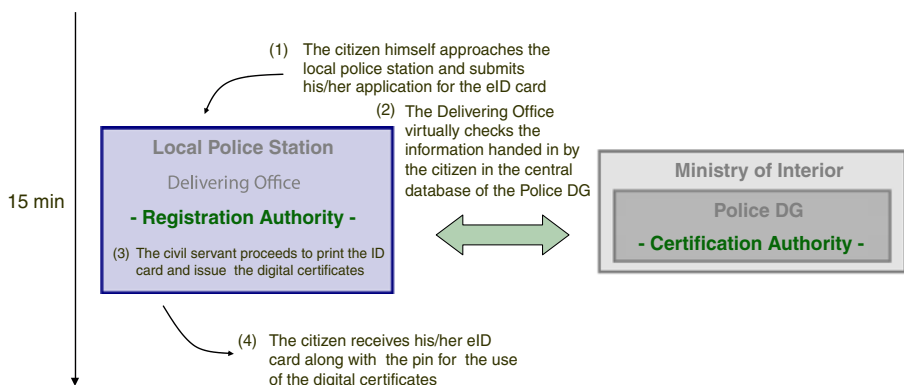 (1) The citizen himself approaches the
local police station and submits
his/her application for the eID card
(2) The Delivering Office
virtually checks the
information handed in by
the citizen in the central
database of the Police DG
15 min
Local Police Station
Delivering Office
- Registration Authority -
(3) The civil servant proceeds to print the ID
card and issue the digital certificates
Ministry of Interior
Police DG
- Certification Authority -
(4) The citizen receives his/her eID
card along with the pin for the use
of the digital certificates